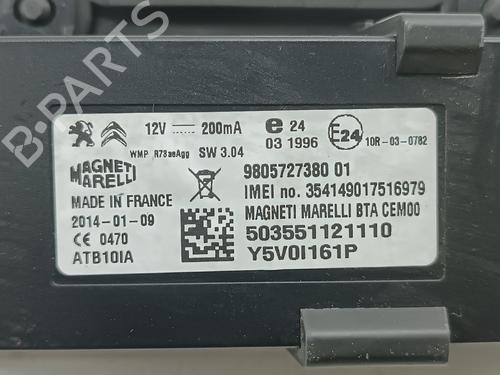 12V 200mA
e 24
03 1996
E24
10R-03-0782
WMP R78aeAgg SW 3.04
MAGNETI
MARELLI
9805727380 01
IMEI no. 354149017516979
MADE IN FRANCE
2014-01-09
MAGNETI MARELLI BTA CEM00
CE 0470
503551121110
ATB10IA
Y5V0I161P
B-PARTS